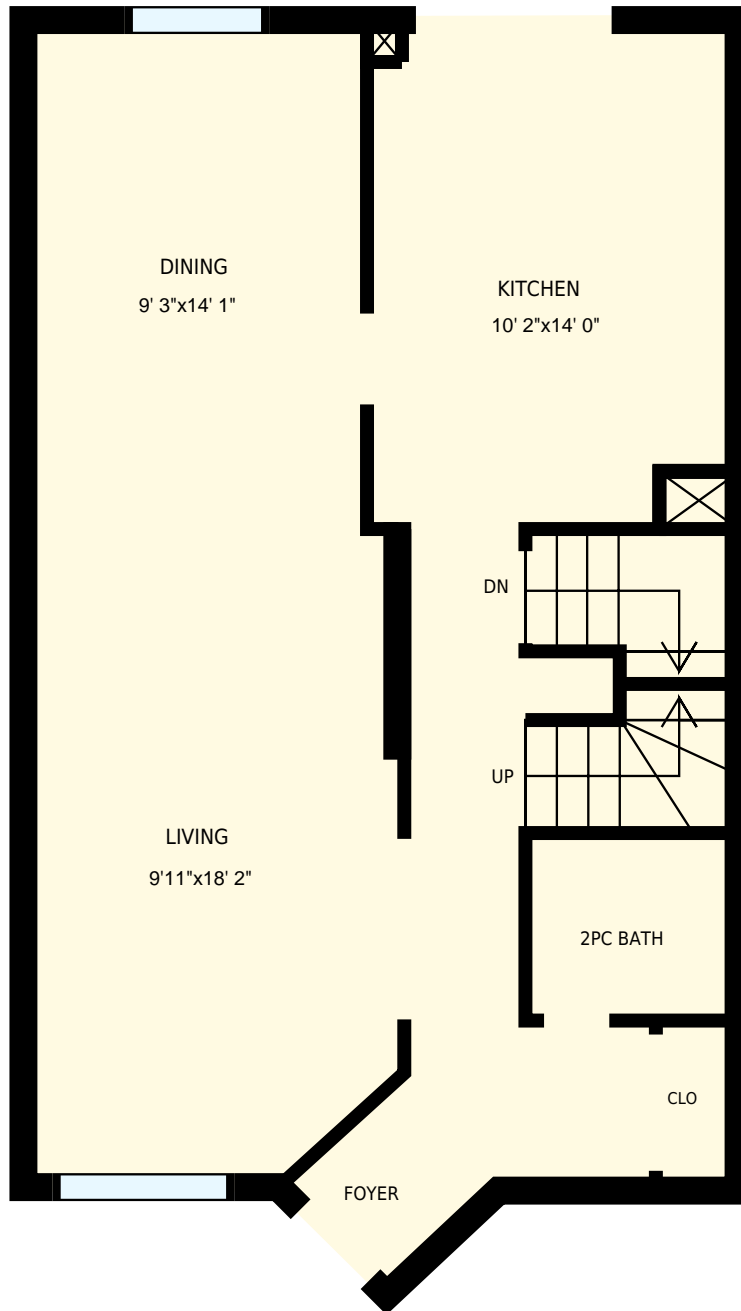 DINING
9' 3"x14' 1"
KITCHEN
10' 2"x14' 0"
DN
UP
LIVING
9'11"x18' 2"
2PC BATH
CLO
FOYER